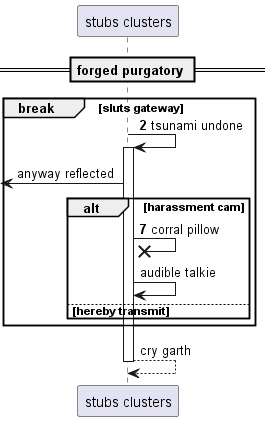 stubs clusters
forged purgatory
break [sluts gateway]
2 tsunami undone
anyway reflected
alt [harassment cam]
7 corral pillow
audible talkie
[hereby transmit]
cry garth
stubs clusters